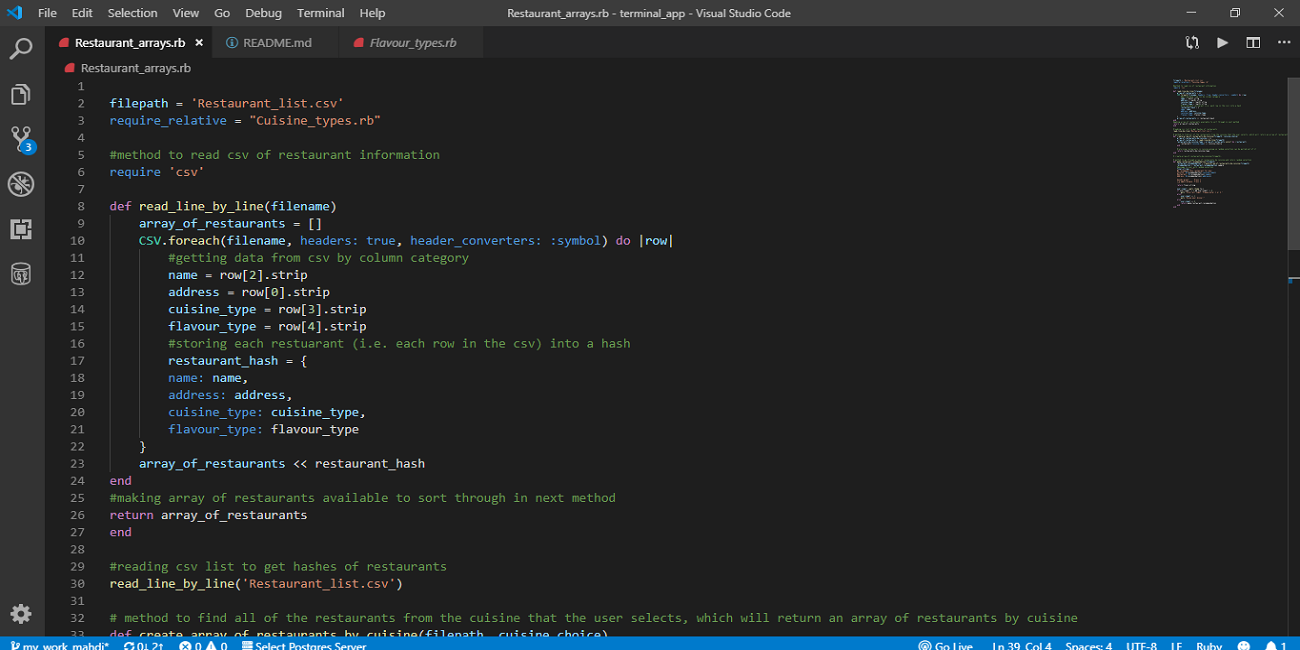 File Edit Selection View Go Debug Terminal Help Restaurant_arrays.rb - terminal_app - Visual Studio Code
Restaurant_arrays.rb README.md Flavour_types.rb
Restaurant_arrays.rb
1
2 filepath = 'Restaurant_list.csv'
3 require_relative = "Cuisine_types.rb"
4
5 #method to read csv of restaurant information
6 require 'csv'
7
8 def read_line_by_line(filename)
9 array_of_restaurants = []
10 CSV.foreach(filename, headers: true, header_converters: :symbol) do |row|
11 #getting data from csv by column category
12 name = row[2].strip
13 address = row[0].strip
14 cuisine_type = row[3].strip
15 flavour_type = row[4].strip
16 #storing each restuarant (i.e. each row in the csv) into a hash
17 restaurant_hash = {
18 name: name,
19 address: address,
20 cuisine_type: cuisine_type,
21 flavour_type: flavour_type
22 }
23 array_of_restaurants << restaurant_hash
24 end
25 #making array of restaurants available to sort through in next method
26 return array_of_restaurants
27 end
28
29 #reading csv list to get hashes of restaurants
30 read_line_by_line('Restaurant_list.csv')
31
32 # method to find all of the restaurants from the cuisine that the user selects, which will return an array of restaurants by cuisine
33 def create_array_of_restaurants_by_cuisine(filepath, cuisine_choice)
3
my_work_mahdi* 0↓ 2↑ 0 0 Select Postgres Server Go Live Ln 39, Col 4 Spaces: 4 UTF-8 LF Ruby 1